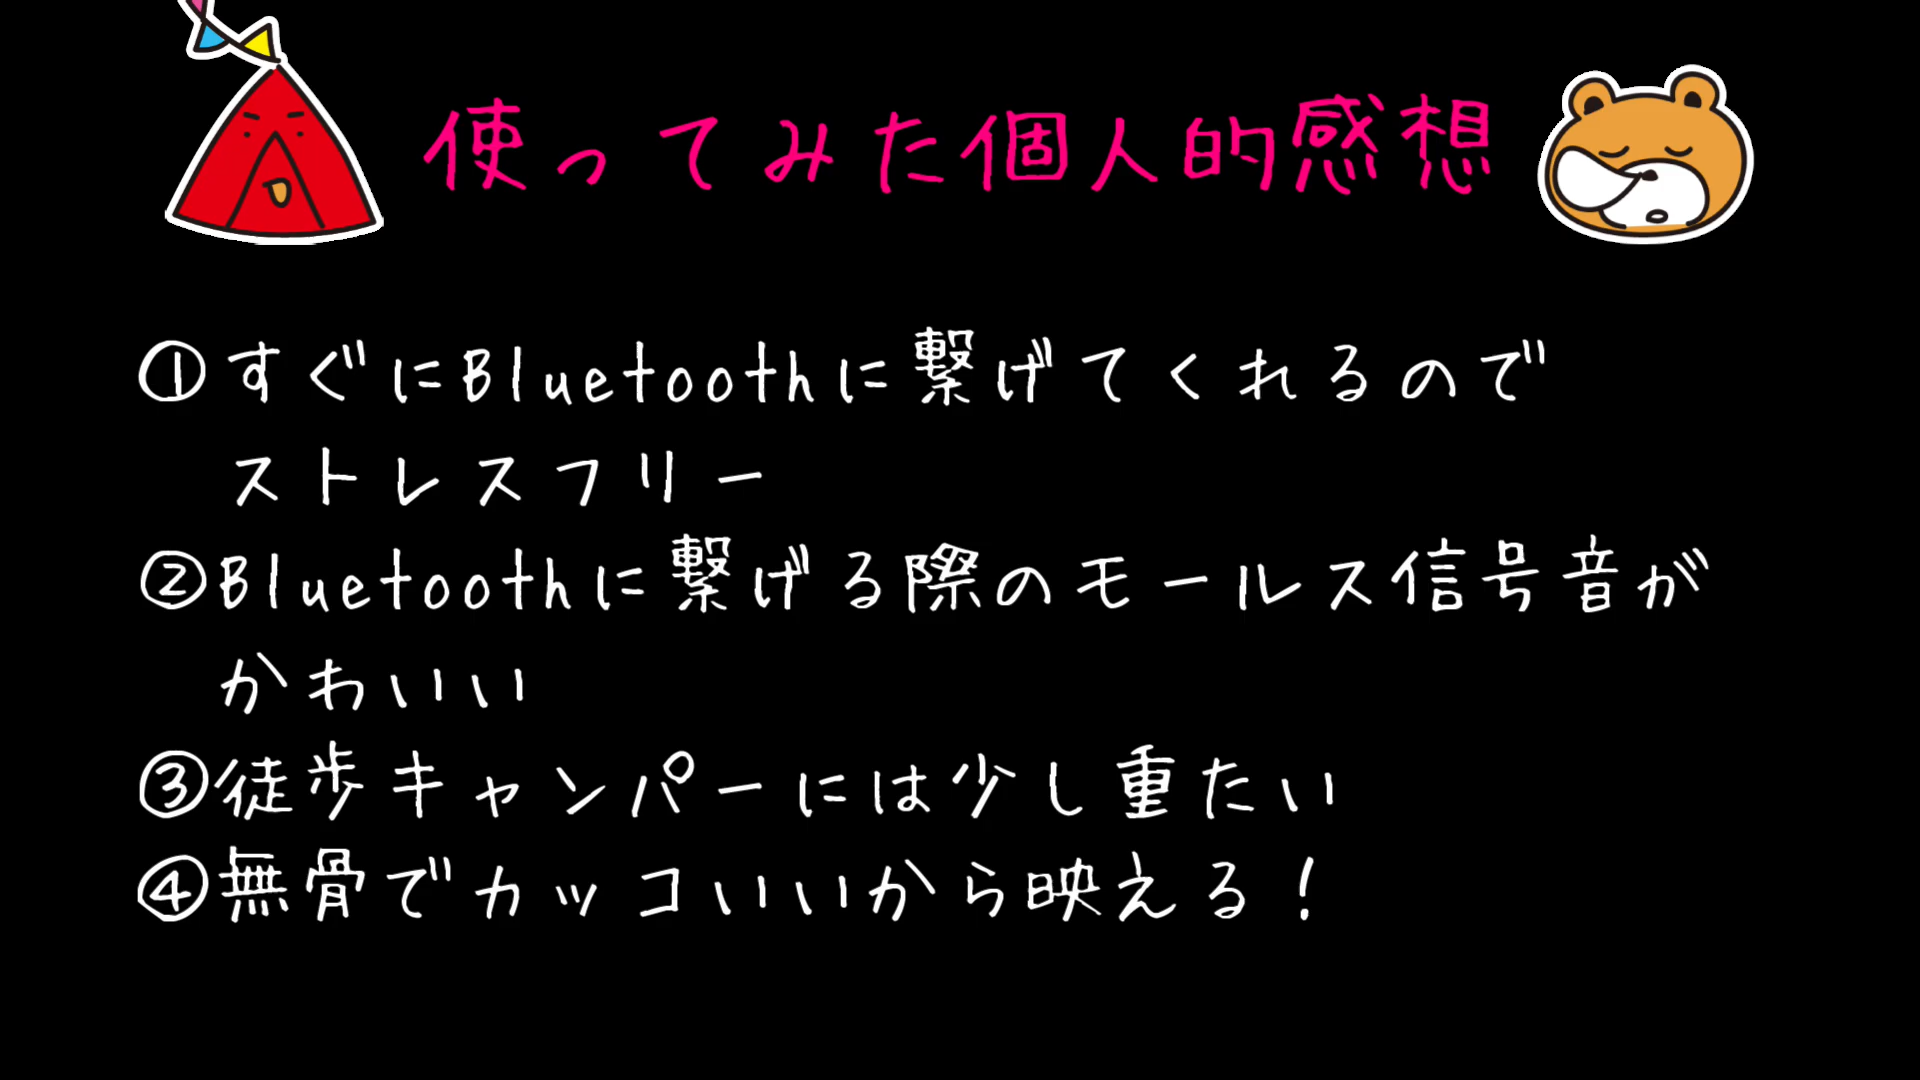 使ってみた個人的感想
①すぐにBluetoothに繋げてくれるので
ストレスフリー
②Bluetoothに繋げる際のモールス信号音が
かわいい
③徒歩キャンパーには少し重たい
④無骨でカッコいいから映える！